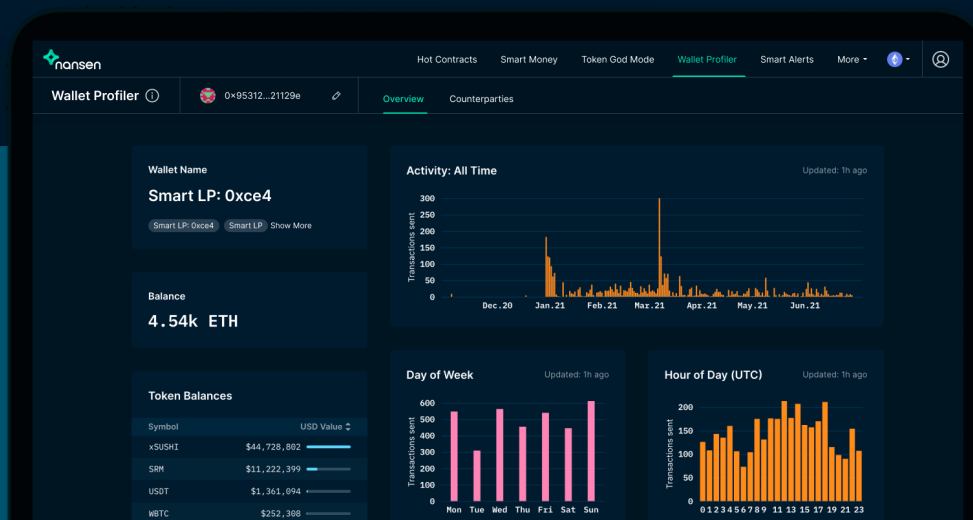 nansen
Hot Contracts Smart Money Token God Mode Wallet Profiler Smart Alerts More
Wallet Profiler 0×95312...21129e Overview Counterparties
Wallet Name
Smart LP: 0xce4
Smart LP: 0xce4 Smart LP Show More
Balance
4.54k ETH
Token Balances
Symbol USD Value
xSUSHI $44,728,802
SRM $11,222,399
USDT $1,361,094
WBTC $252,308
Activity: All Time Updated: 1h ago
Transactions sent
300
250
200
150
100
50
0
Dec.20 Jan.21 Feb.21 Mar.21 Apr.21 May.21 Jun.21
Day of Week Updated: 1h ago
Transactions sent
600
500
400
300
200
100
0
Mon Tue Wed Thu Fri Sat Sun
Hour of Day (UTC) Updated: 1h ago
Transactions sent
200
150
100
50
0
0 1 2 3 4 5 6 7 8 9 11 13 15 17 19 21 23